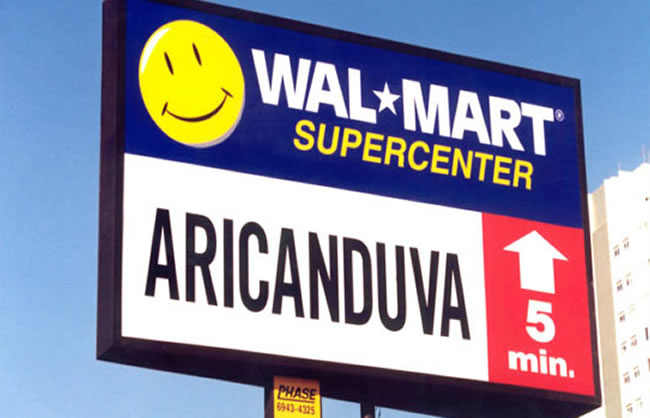 WAL★MART®
SUPERCENTER
ARICANDUVA
5
min.
PHASE
6943-4325